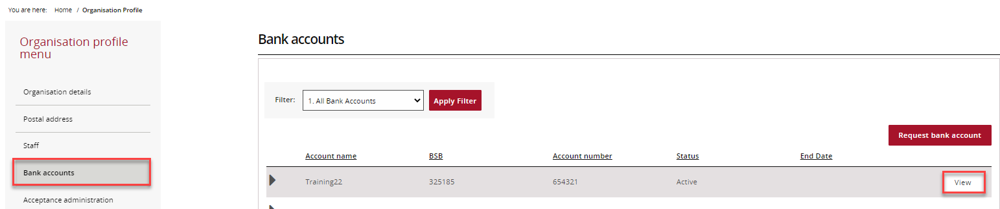 You are here: Home / Organisation Profile
Organisation profile
menu
Organisation details
Postal address
Staff
Bank accounts
Acceptance administration
Bank accounts
Filter: 1. All Bank Accounts Apply Filter
Request bank account
Account name BSB Account number Status End Date
Training22 325185 654321 Active View